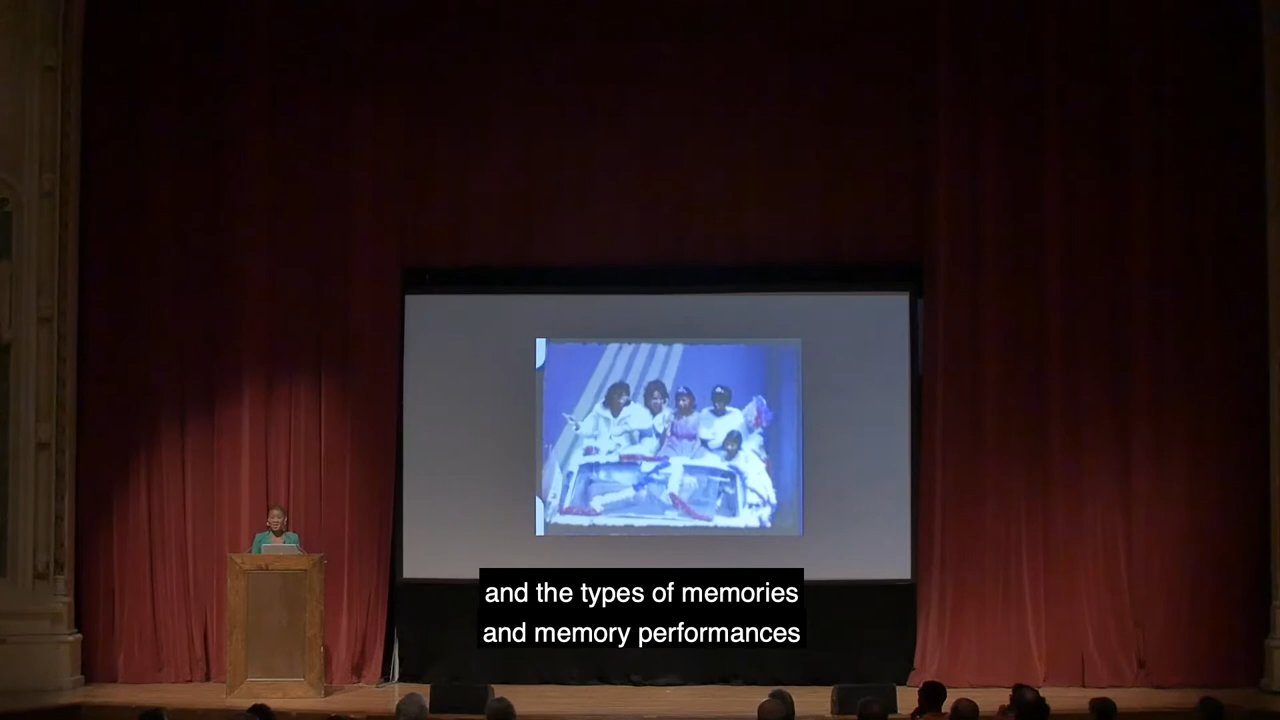 and the types of memories
and memory performances